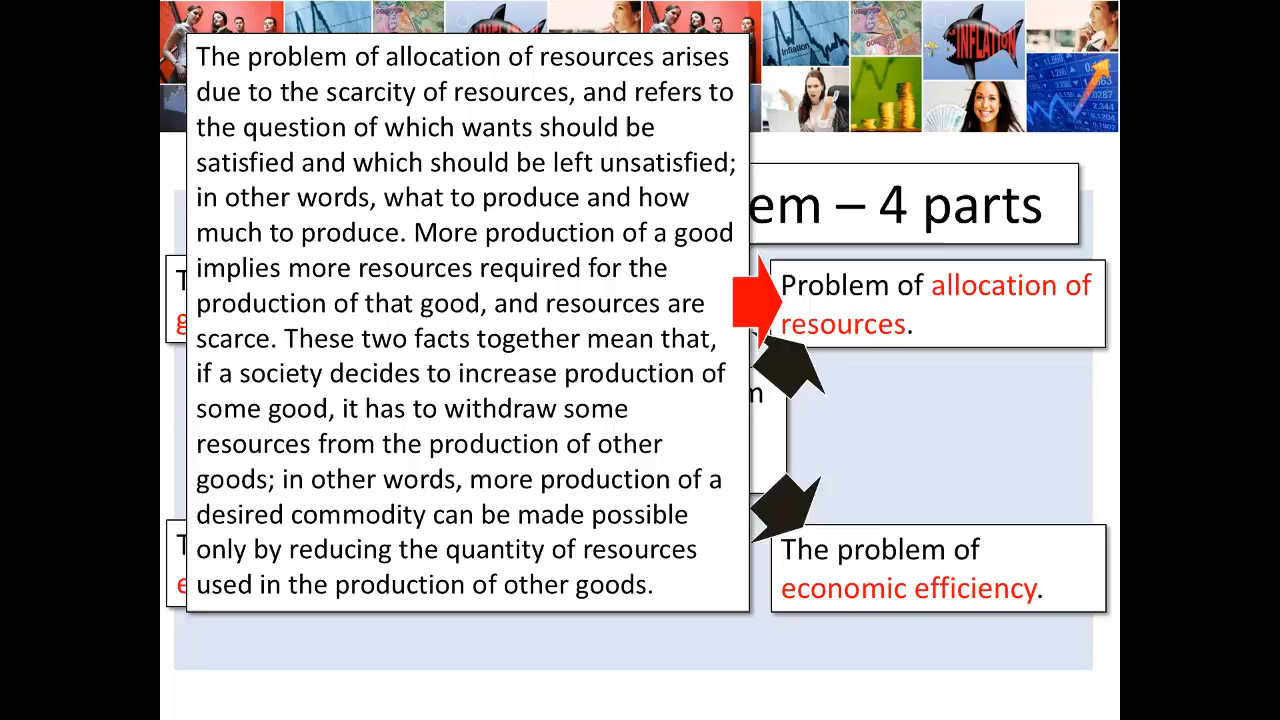 The problem of allocation of resources arises
due to the scarcity of resources, and refers to
the question of which wants should be
satisfied and which should be left unsatisfied;
in other words, what to produce and how
much to produce. More production of a good
implies more resources required for the
production of that good, and resources are
scarce. These two facts together mean that,
if a society decides to increase production of
some good, it has to withdraw some
resources from the production of other
goods; in other words, more production of a
desired commodity can be made possible
only by reducing the quantity of resources
used in the production of other goods.
em – 4 parts
Problem of allocation of
resources.
The problem of
economic efficiency.
Inflation
INFLATION